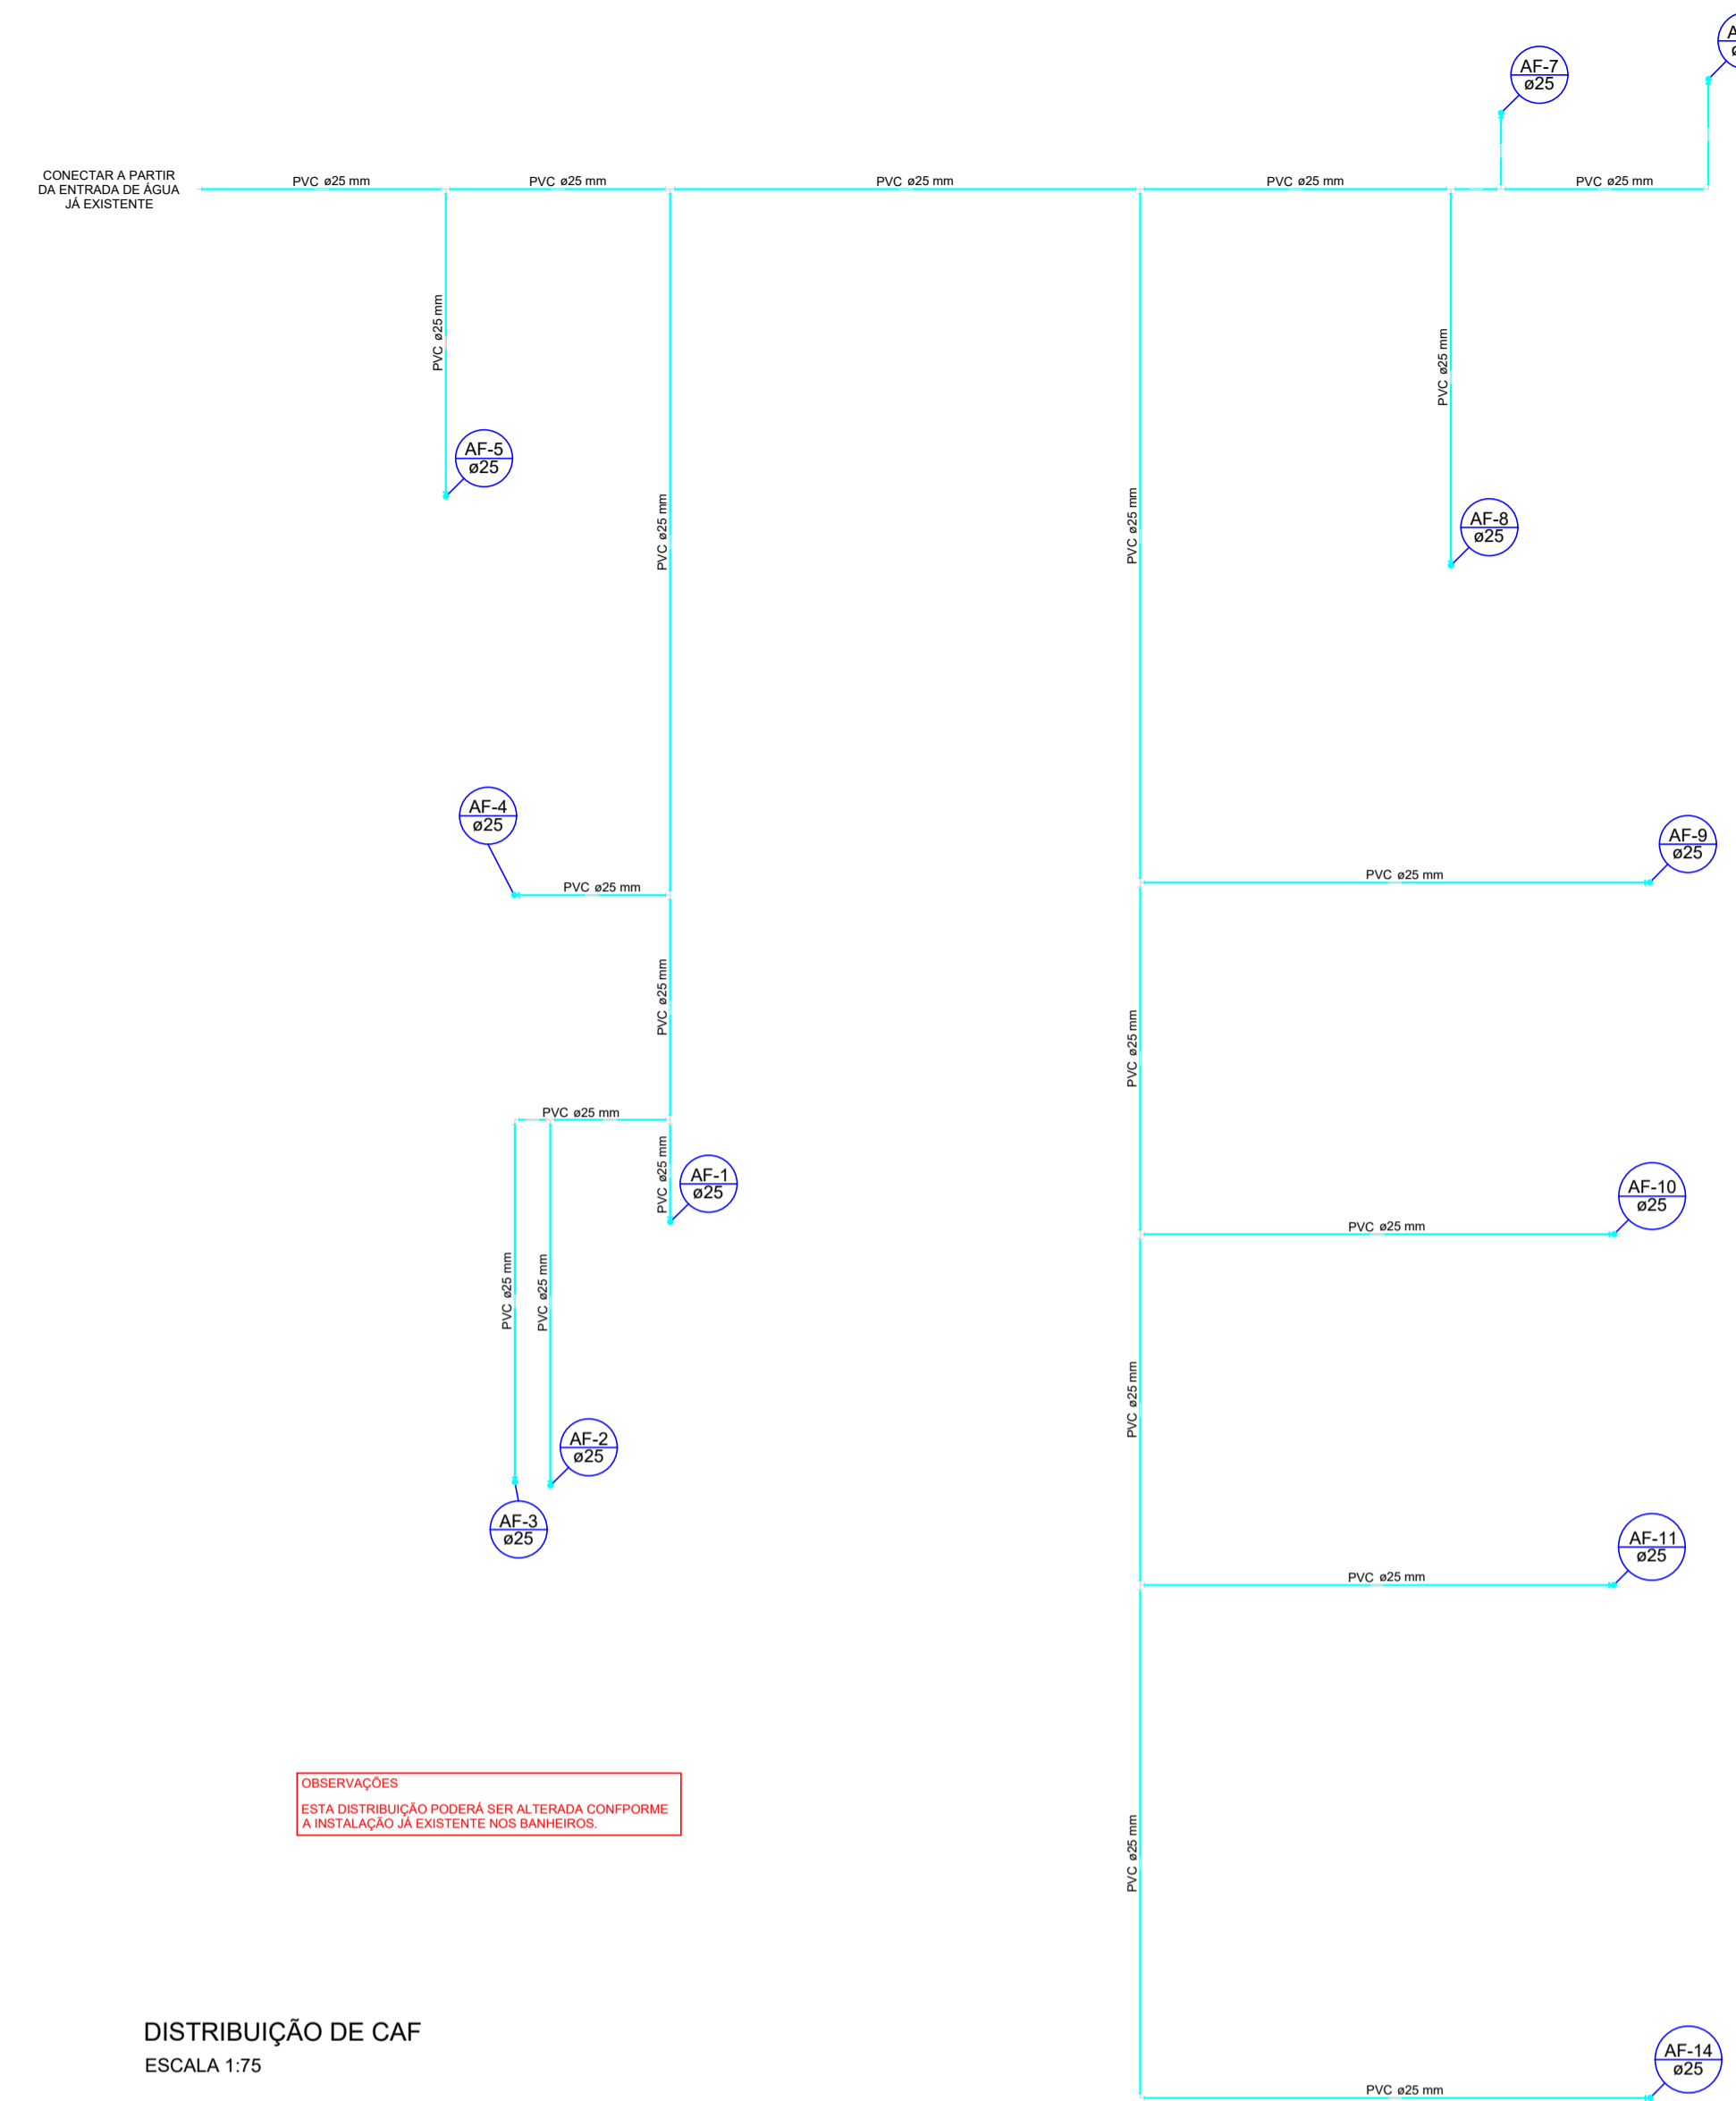 AF-7
ø25
CONECTAR A PARTIR
DA ENTRADA DE ÁGUA
JÁ EXISTENTE
PVC ø25 mm
PVC ø25 mm
PVC ø25 mm
PVC ø25 mm
PVC ø25 mm
PVC ø25 mm
PVC ø25 mm
AF-5
ø25
PVC ø25 mm
PVC ø25 mm
AF-8
ø25
AF-4
ø25
AF-9
ø25
PVC ø25 mm
PVC ø25 mm
PVC ø25 mm
PVC ø25 mm
PVC ø25 mm
PVC ø25 mm
AF-1
ø25
AF-10
ø25
PVC ø25 mm
PVC ø25 mm
PVC ø25 mm
PVC ø25 mm
AF-2
ø25
AF-3
ø25
AF-11
ø25
PVC ø25 mm
OBSERVAÇÕES
ESTA DISTRIBUIÇÃO PODERÁ SER ALTERADA CONFPORME
A INSTALAÇÃO JÁ EXISTENTE NOS BANHEIROS.
PVC ø25 mm
DISTRIBUIÇÃO DE CAF
ESCALA 1:75
AF-14
ø25
PVC ø25 mm